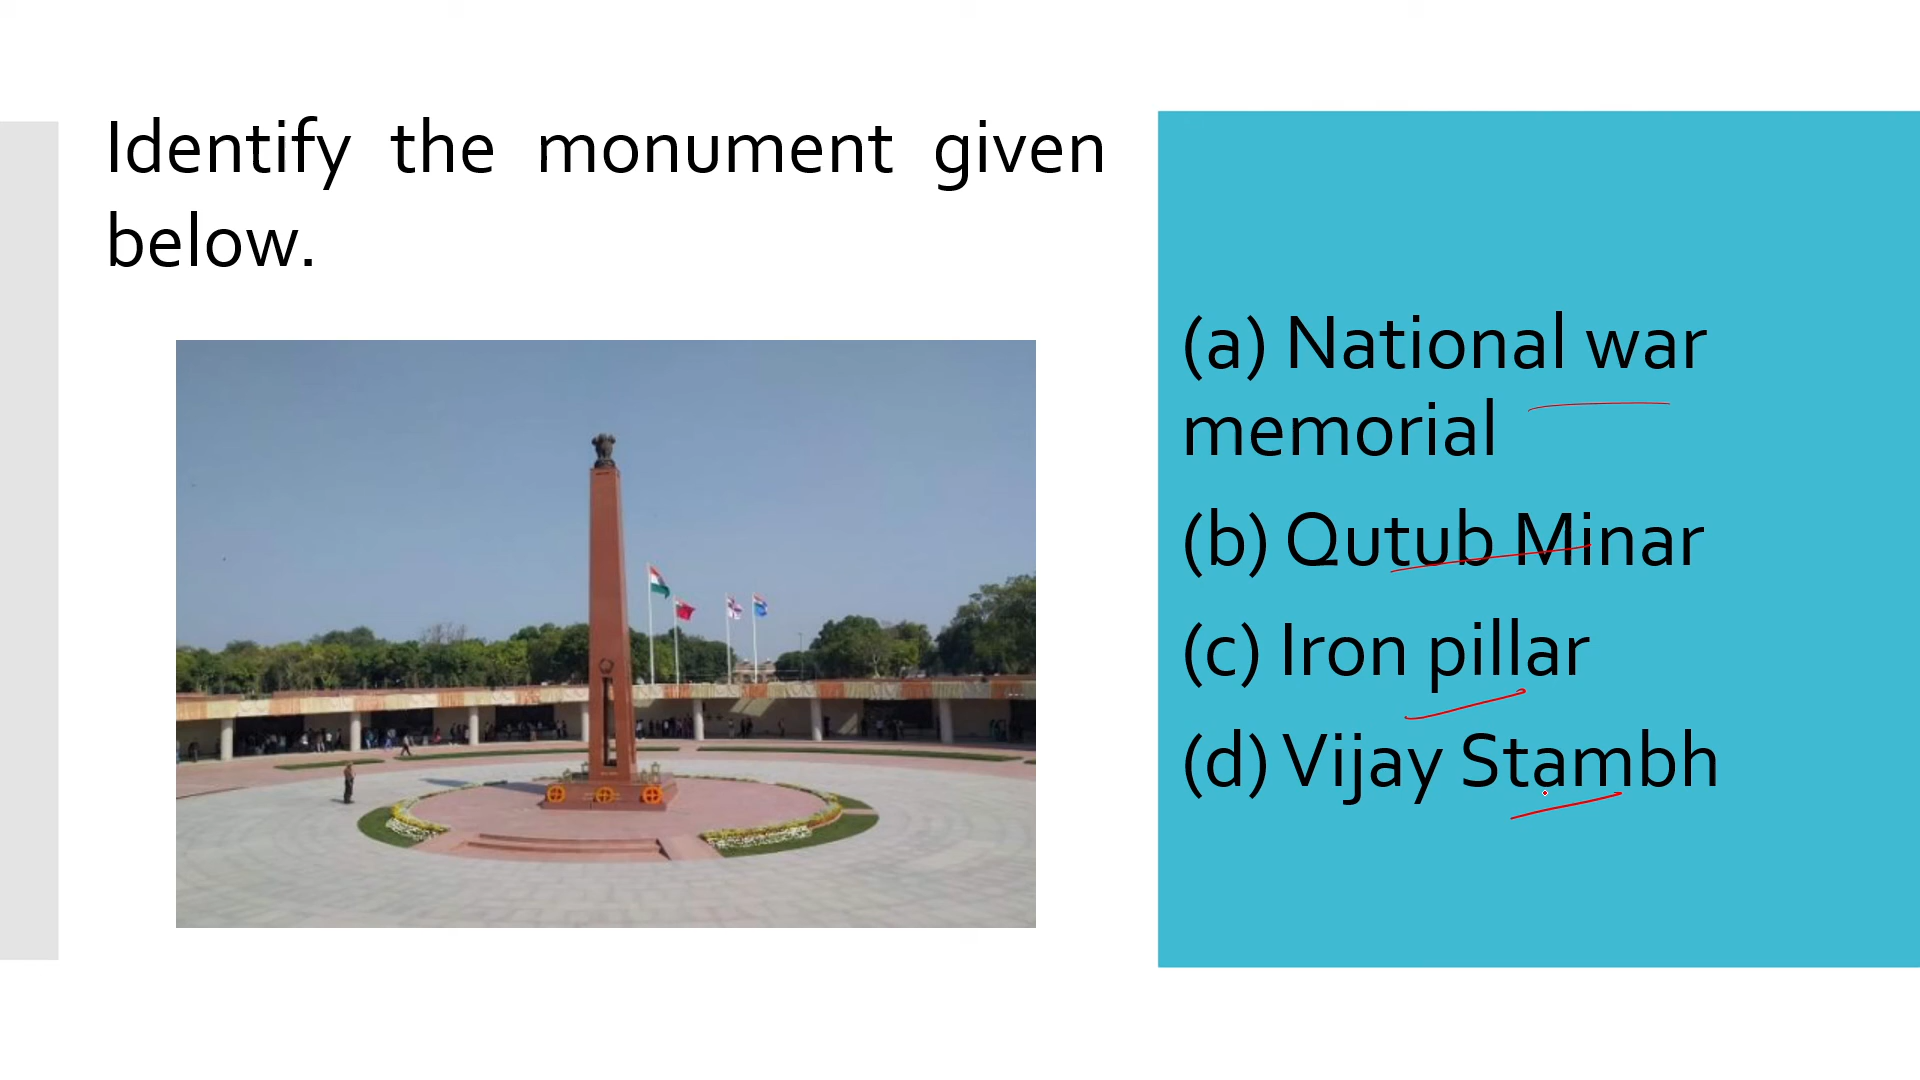 Identify the monument given
below.
(a) National war
memorial
(b) Qutub Minar
(c) Iron pillar
(d) Vijay Stambh